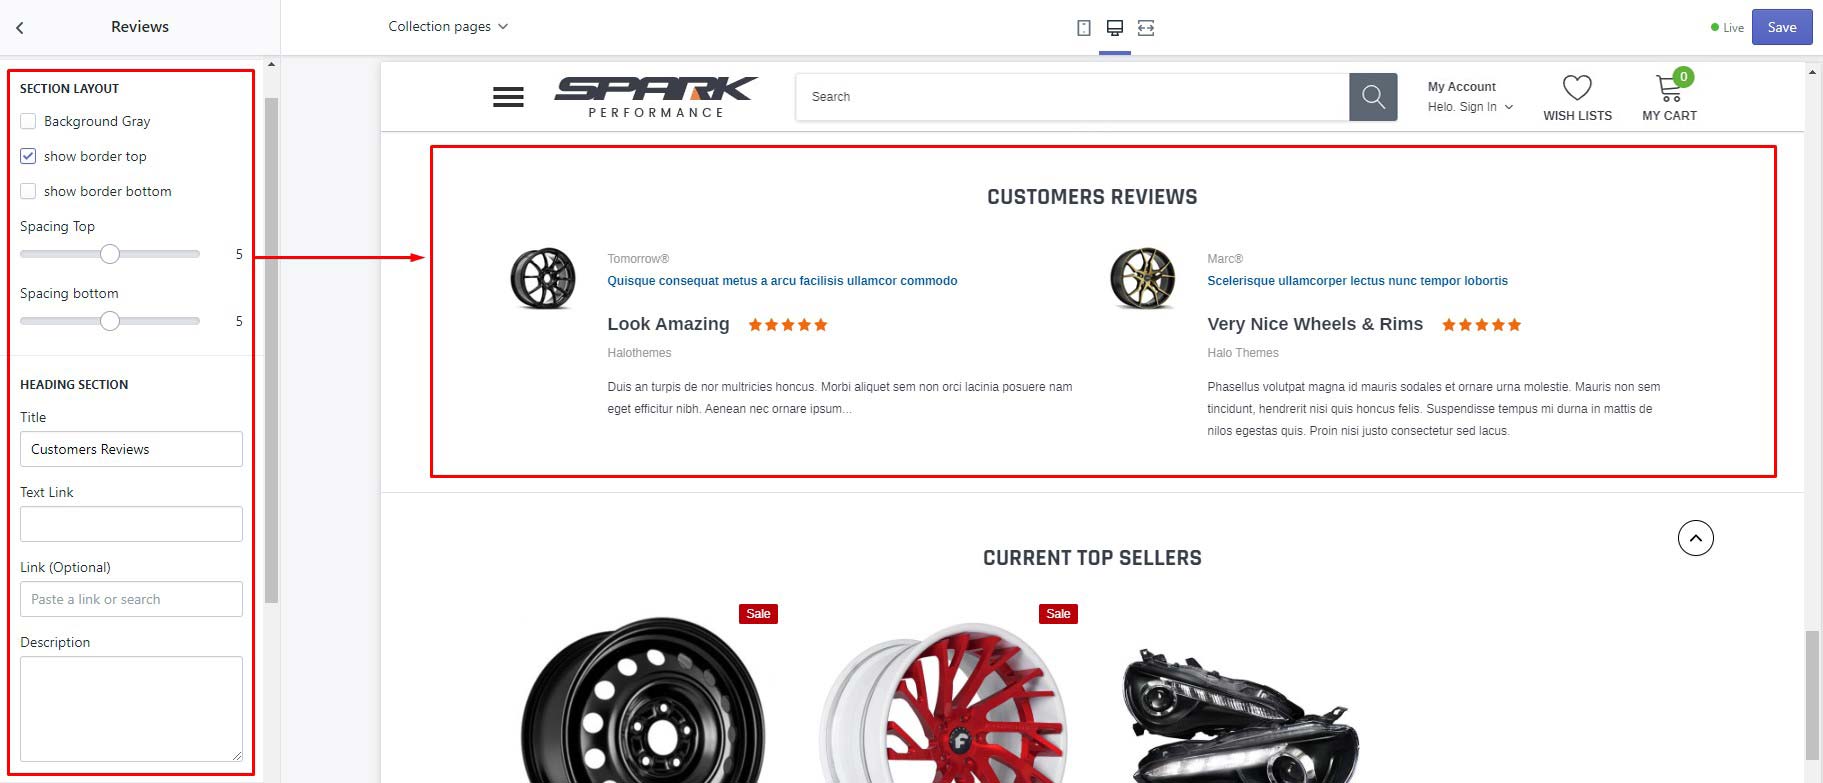 Reviews
Collection pages
Live
Save
SECTION LAYOUT
Background Gray
show border top
show border bottom
Spacing Top
5
Spacing bottom
5
HEADING SECTION
Title
Customers Reviews
Text Link
Link (Optional)
Paste a link or search
Description
SPARK
PERFORMANCE
Search
My Account
Helo. Sign In
WISH LISTS
0
MY CART
CUSTOMERS REVIEWS
Tomorrow®
Quisque consequat metus a arcu facilisis ullamcor commodo
Look Amazing
Halothemes
Duis an turpis de nor multricies honcus. Morbi aliquet sem non orci lacinia posuere nam
eget efficitur nibh. Aenean nec ornare ipsum...
Marc®
Scelerisque ullamcorper lectus nunc tempor lobortis
Very Nice Wheels & Rims
Halo Themes
Phasellus volutpat magna id mauris sodales et ornare urna molestie. Mauris non sem
tincidunt, hendrerit nisi quis honcus felis. Suspendisse tempus mi durna in mattis de
nilos egestas quis. Proin nisi justo consectetur sed lacus.
CURRENT TOP SELLERS
Sale
Sale